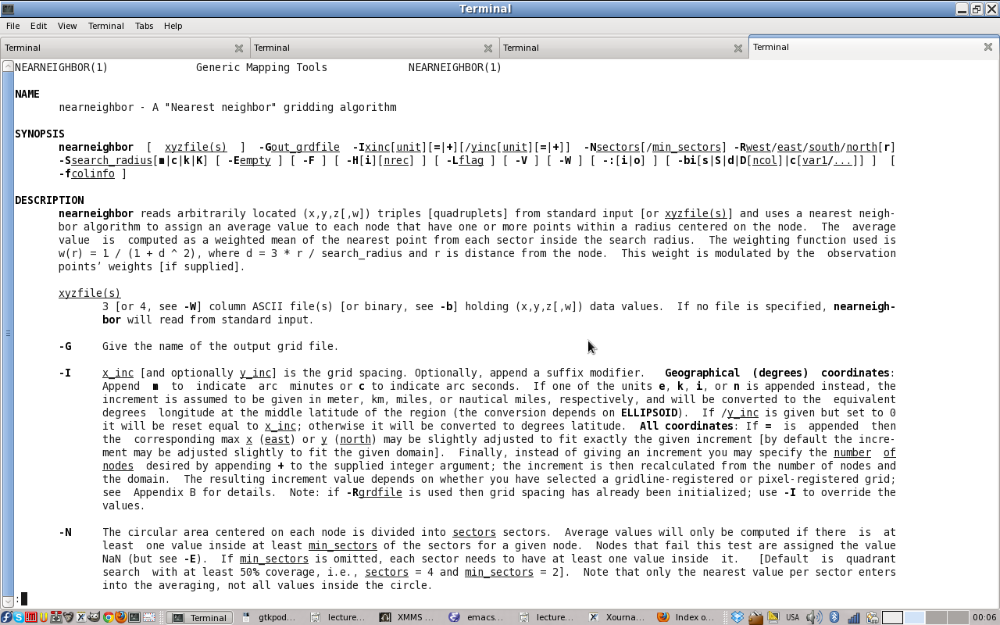 Terminal
File Edit View Terminal Tabs Help
Terminal Terminal Terminal Terminal
NEARNEIGHBOR(1) Generic Mapping Tools NEARNEIGHBOR(1)
NAME
nearneighbor - A "Nearest neighbor" gridding algorithm
SYNOPSIS
nearneighbor [ xyzfile(s) ] -Gout_grdfile -Ixinc[unit][=|+][/yinc[unit][=|+]] -Nsectors[/min_sectors] -Rwest/east/south/north[r]
-Ssearch_radius[m|c|k|K] [ -Eempty ] [ -F ] [ -H[i][nrec] ] [ -Lflag ] [ -V ] [ -W ] [ -:[i|o] ] [ -bi[s|S|d|D[ncol]|c[var1/...]] ] [
-fcolinfo ]
DESCRIPTION
nearneighbor reads arbitrarily located (x,y,z[,w]) triples [quadruplets] from standard input [or xyzfile(s)] and uses a nearest neigh-
bor algorithm to assign an average value to each node that have one or more points within a radius centered on the node. The average
value is computed as a weighted mean of the nearest point from each sector inside the search radius. The weighting function used is
w(r) = 1 / (1 + d ^ 2), where d = 3 * r / search_radius and r is distance from the node. This weight is modulated by the observation
points’ weights [if supplied].
xyzfile(s)
3 [or 4, see -W] column ASCII file(s) [or binary, see -b] holding (x,y,z[,w]) data values. If no file is specified, nearneigh-
bor will read from standard input.
-G Give the name of the output grid file.
-I x_inc [and optionally y_inc] is the grid spacing. Optionally, append a suffix modifier. Geographical (degrees) coordinates:
Append m to indicate arc minutes or c to indicate arc seconds. If one of the units e, k, i, or n is appended instead, the
increment is assumed to be given in meter, km, miles, or nautical miles, respectively, and will be converted to the equivalent
degrees longitude at the middle latitude of the region (the conversion depends on ELLIPSOID). If /y_inc is given but set to 0
it will be reset equal to x_inc; otherwise it will be converted to degrees latitude. All coordinates: If = is appended then
the corresponding max x (east) or y (north) may be slightly adjusted to fit exactly the given increment [by default the incre-
ment may be adjusted slightly to fit the given domain]. Finally, instead of giving an increment you may specify the number of
nodes desired by appending + to the supplied integer argument; the increment is then recalculated from the number of nodes and
the domain. The resulting increment value depends on whether you have selected a gridline-registered or pixel-registered grid;
see Appendix B for details. Note: if -Rgrdfile is used then grid spacing has already been initialized; use -I to override the
values.
-N The circular area centered on each node is divided into sectors sectors. Average values will only be computed if there is at
least one value inside at least min_sectors of the sectors for a given node. Nodes that fail this test are assigned the value
NaN (but see -E). If min_sectors is omitted, each sector needs to have at least one value inside it. [Default is quadrant
search with at least 50% coverage, i.e., sectors = 4 and min_sectors = 2]. Note that only the nearest value per sector enters
into the averaging, not all values inside the circle.
:
Terminal gtkpod... lecture... XMMS ... emacs... lecture... Xourna... Index o... USA 00:06